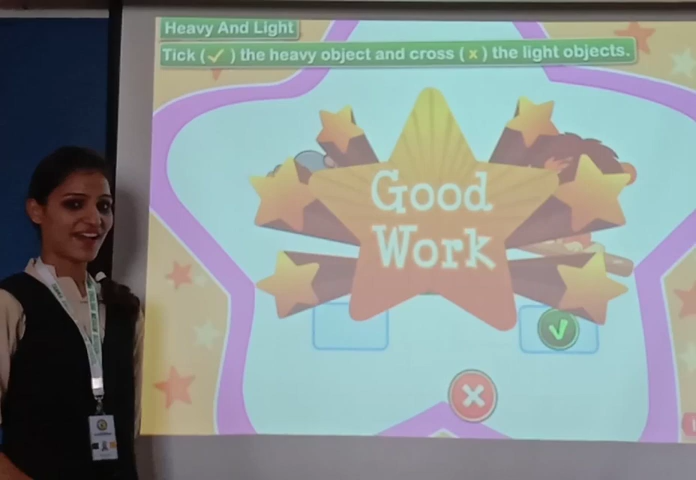 Heavy And Light
Tick (✓) the heavy object and cross (x) the light objects.
Good
Work